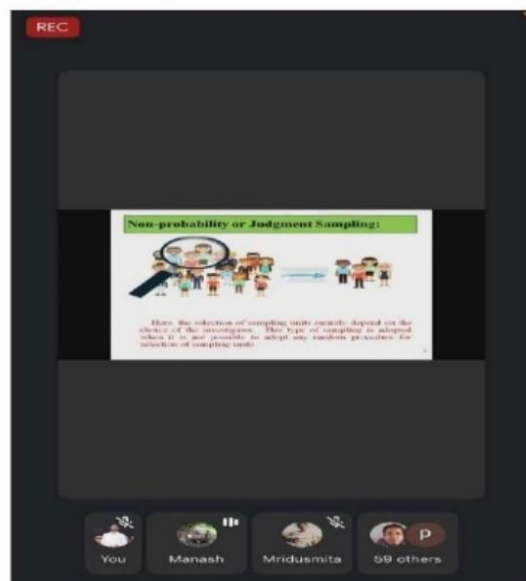 REC
Non-probability or Judgment Sampling:
Here, the selection of sampling units entirely depend on the
choice of the investigator. This type of sampling is adopted
when it is not possible to adopt any random procedure for
selection of sampling units.
You
Manash
Mridusmita
P
59 others